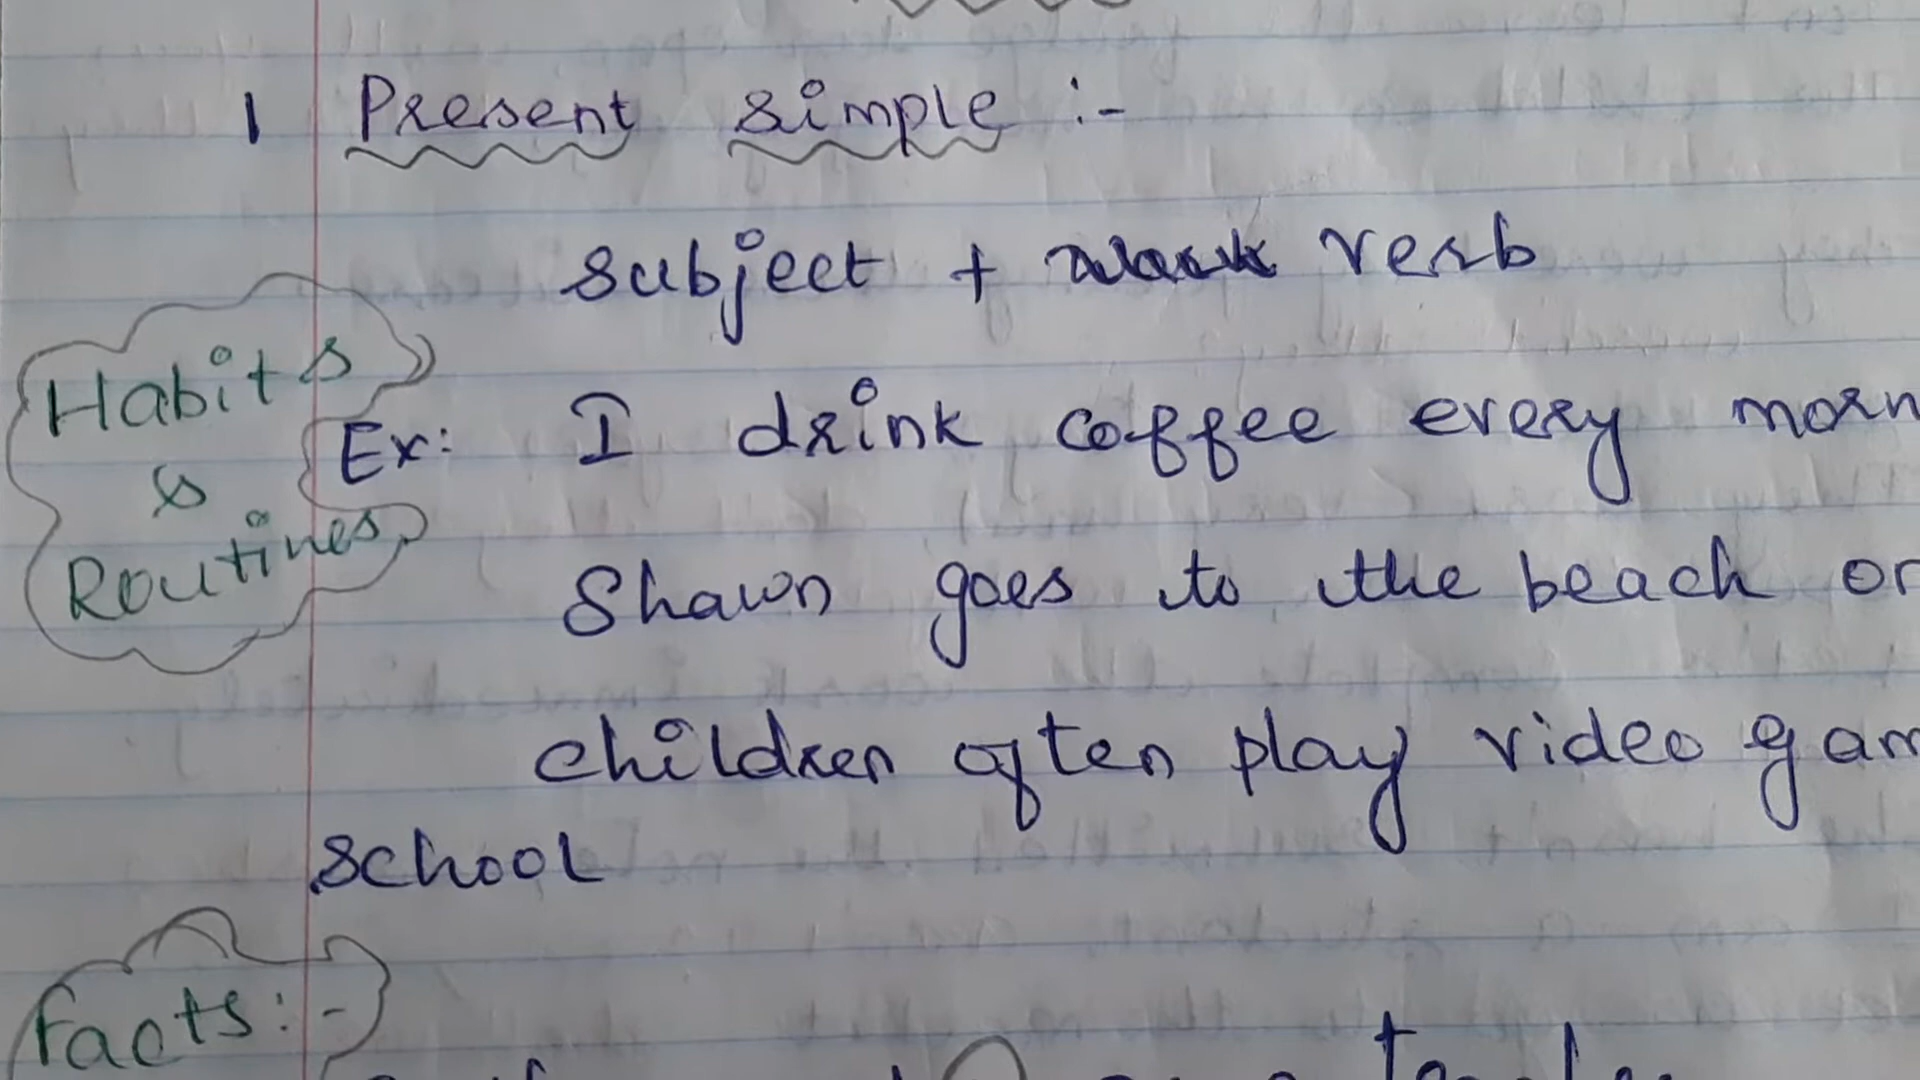 1 Present simple :-
subject + verb
Habits
&
Routines
Ex: I drink coffee every morn
Shawn goes to the beach or
children often play video gam
school
Facts:-